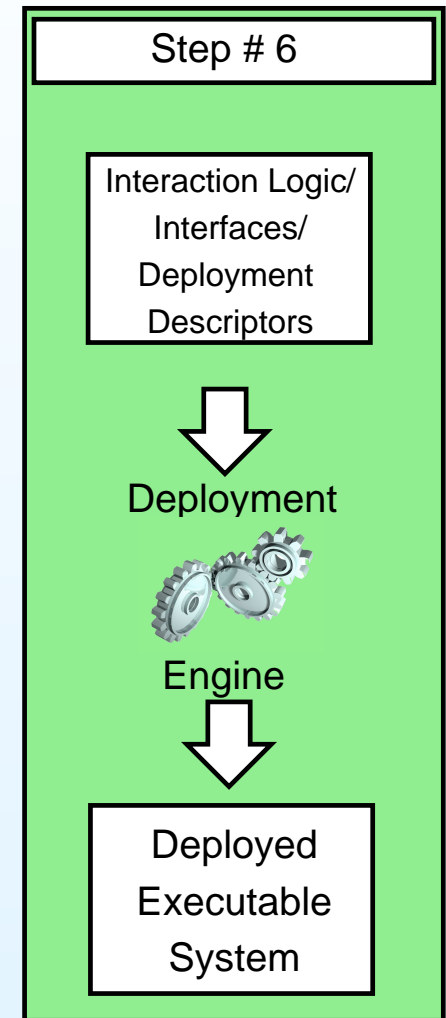 Step # 6
Interaction Logic/
Interfaces/
Deployment
Descriptors
Deployment
Engine
Deployed
Executable
System